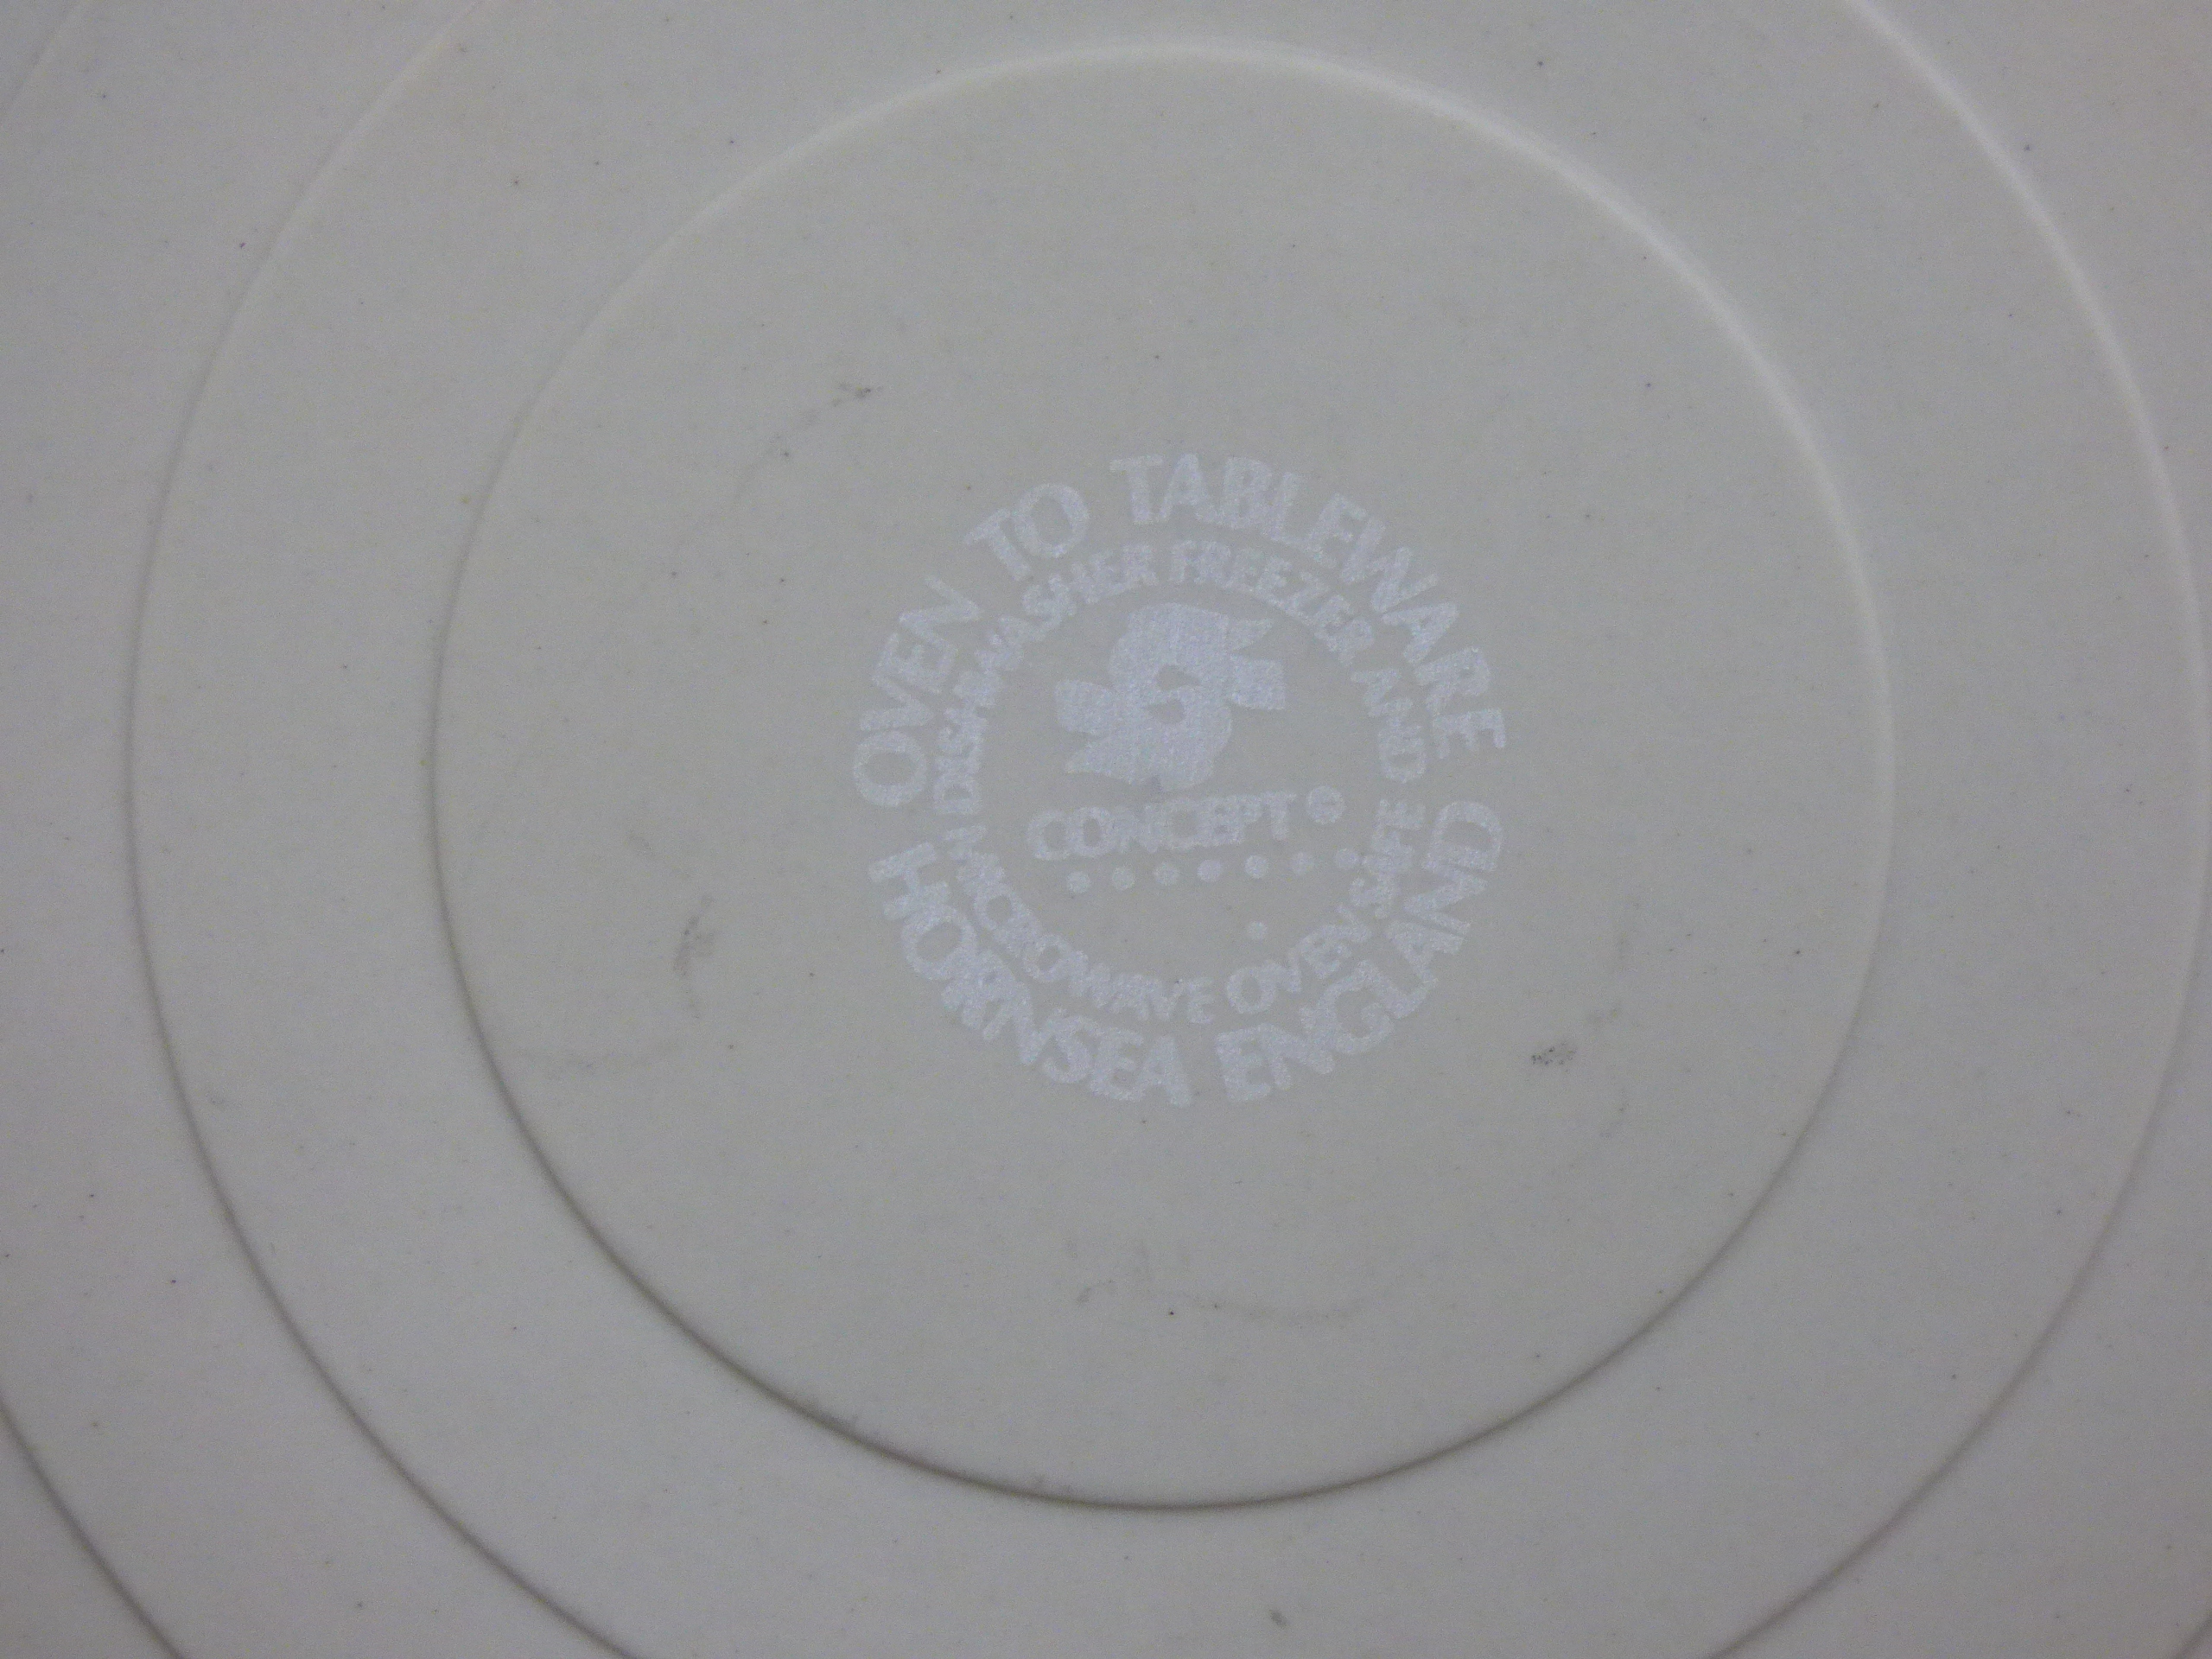 OVEN TO TABLEWARE
DISHWASHER FREEZER AND
CONCEPT ©
MICROWAVE OVEN SAFE
HORNSEA ENGLAND